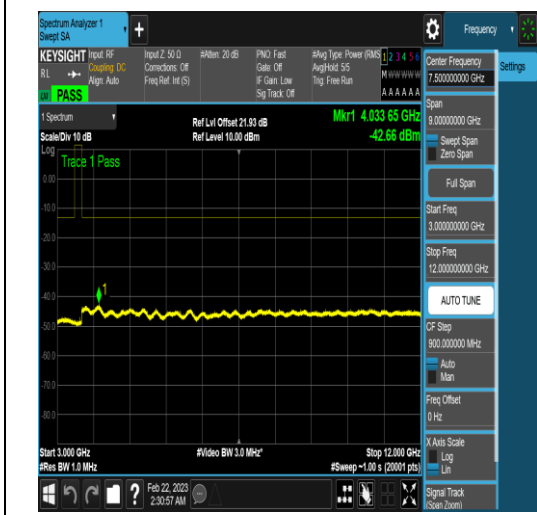 Spectrum Analyzer 1
Swept SA
Frequency
KEYSIGHT
RL
Input: RF
Coupling: DC
Align: Auto
Input Z: 50 Ω
Corrections: Off
Freq Ref: Int (S)
#Atten: 20 dB
PNO: Fast
Gate: Off
IF Gain: Low
Sig Track: Off
#Avg Type: Power (RMS
Avg|Hold: 5/5
Trig: Free Run
1 2 3 4 5 6
M W W W W W
A A A A A A
PASS
1 Spectrum
Scale/Div 10 dB
Ref Lvl Offset 21.93 dB
Ref Level 10.00 dBm
Mkr1 4.033 65 GHz
-42.66 dBm
Log
Trace 1 Pass
0.00
-10.0
-20.0
-30.0
-40.0
-50.0
-60.0
-70.0
-80.0
1
Start 3.000 GHz
#Res BW 1.0 MHz
#Video BW 3.0 MHz*
Stop 12.000 GHz
#Sweep ~1.00 s (20001 pts)
?
Feb 22, 2023
2:30:57 AM
Center Frequency
7.500000000 GHz
Span
9.00000000 GHz
Swept Span
Zero Span
Full Span
Start Freq
3.000000000 GHz
Stop Freq
12.000000000 GHz
AUTO TUNE
CF Step
900.000000 MHz
Auto
Man
Freq Offset
0 Hz
X Axis Scale
Log
Lin
Signal Track
(Span Zoom)
Settings